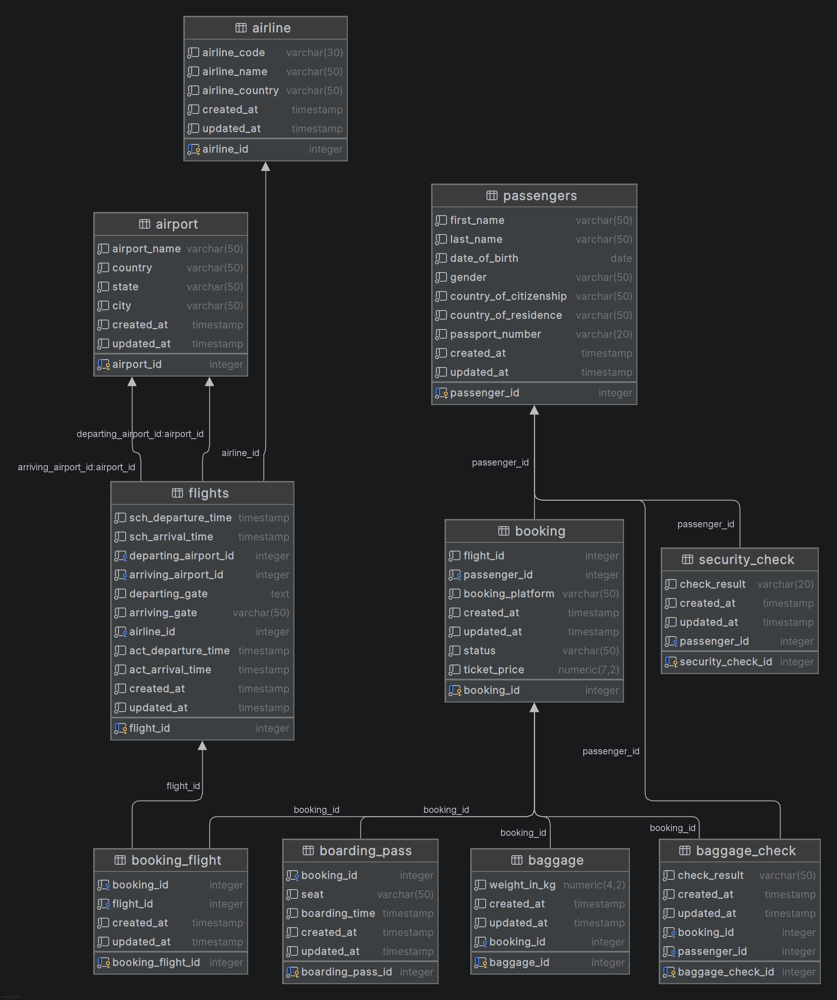 airline
airline_code varchar(30)
airline_name varchar(50)
airline_country varchar(50)
created_at timestamp
updated_at timestamp
airline_id integer
passengers
first_name varchar(50)
last_name varchar(50)
date_of_birth date
gender varchar(50)
country_of_citizenship varchar(50)
country_of_residence varchar(50)
passport_number varchar(20)
created_at timestamp
updated_at timestamp
passenger_id integer
airport
airport_name varchar(50)
country varchar(50)
state varchar(50)
city varchar(50)
created_at timestamp
updated_at timestamp
airport_id integer
departing_airport_id:airport_id
airline_id
arriving_airport_id:airport_id
passenger_id
flights
sch_departure_time timestamp
sch_arrival_time timestamp
departing_airport_id integer
arriving_airport_id integer
departing_gate text
arriving_gate varchar(50)
airline_id integer
act_departure_time timestamp
act_arrival_time timestamp
created_at timestamp
updated_at timestamp
flight_id integer
booking
flight_id integer
passenger_id integer
booking_platform varchar(50)
created_at timestamp
updated_at timestamp
status varchar(50)
ticket_price numeric(7,2)
booking_id integer
passenger_id
security_check
check_result varchar(20)
created_at timestamp
updated_at timestamp
passenger_id integer
security_check_id integer
passenger_id
flight_id
booking_id
booking_id
booking_id
booking_id
booking_flight
booking_id integer
flight_id integer
created_at timestamp
updated_at timestamp
booking_flight_id integer
boarding_pass
booking_id integer
seat varchar(50)
boarding_time timestamp
created_at timestamp
updated_at timestamp
boarding_pass_id integer
baggage
weight_in_kg numeric(4,2)
created_at timestamp
updated_at timestamp
booking_id integer
baggage_id integer
baggage_check
check_result varchar(50)
created_at timestamp
updated_at timestamp
booking_id integer
passenger_id integer
baggage_check_id integer